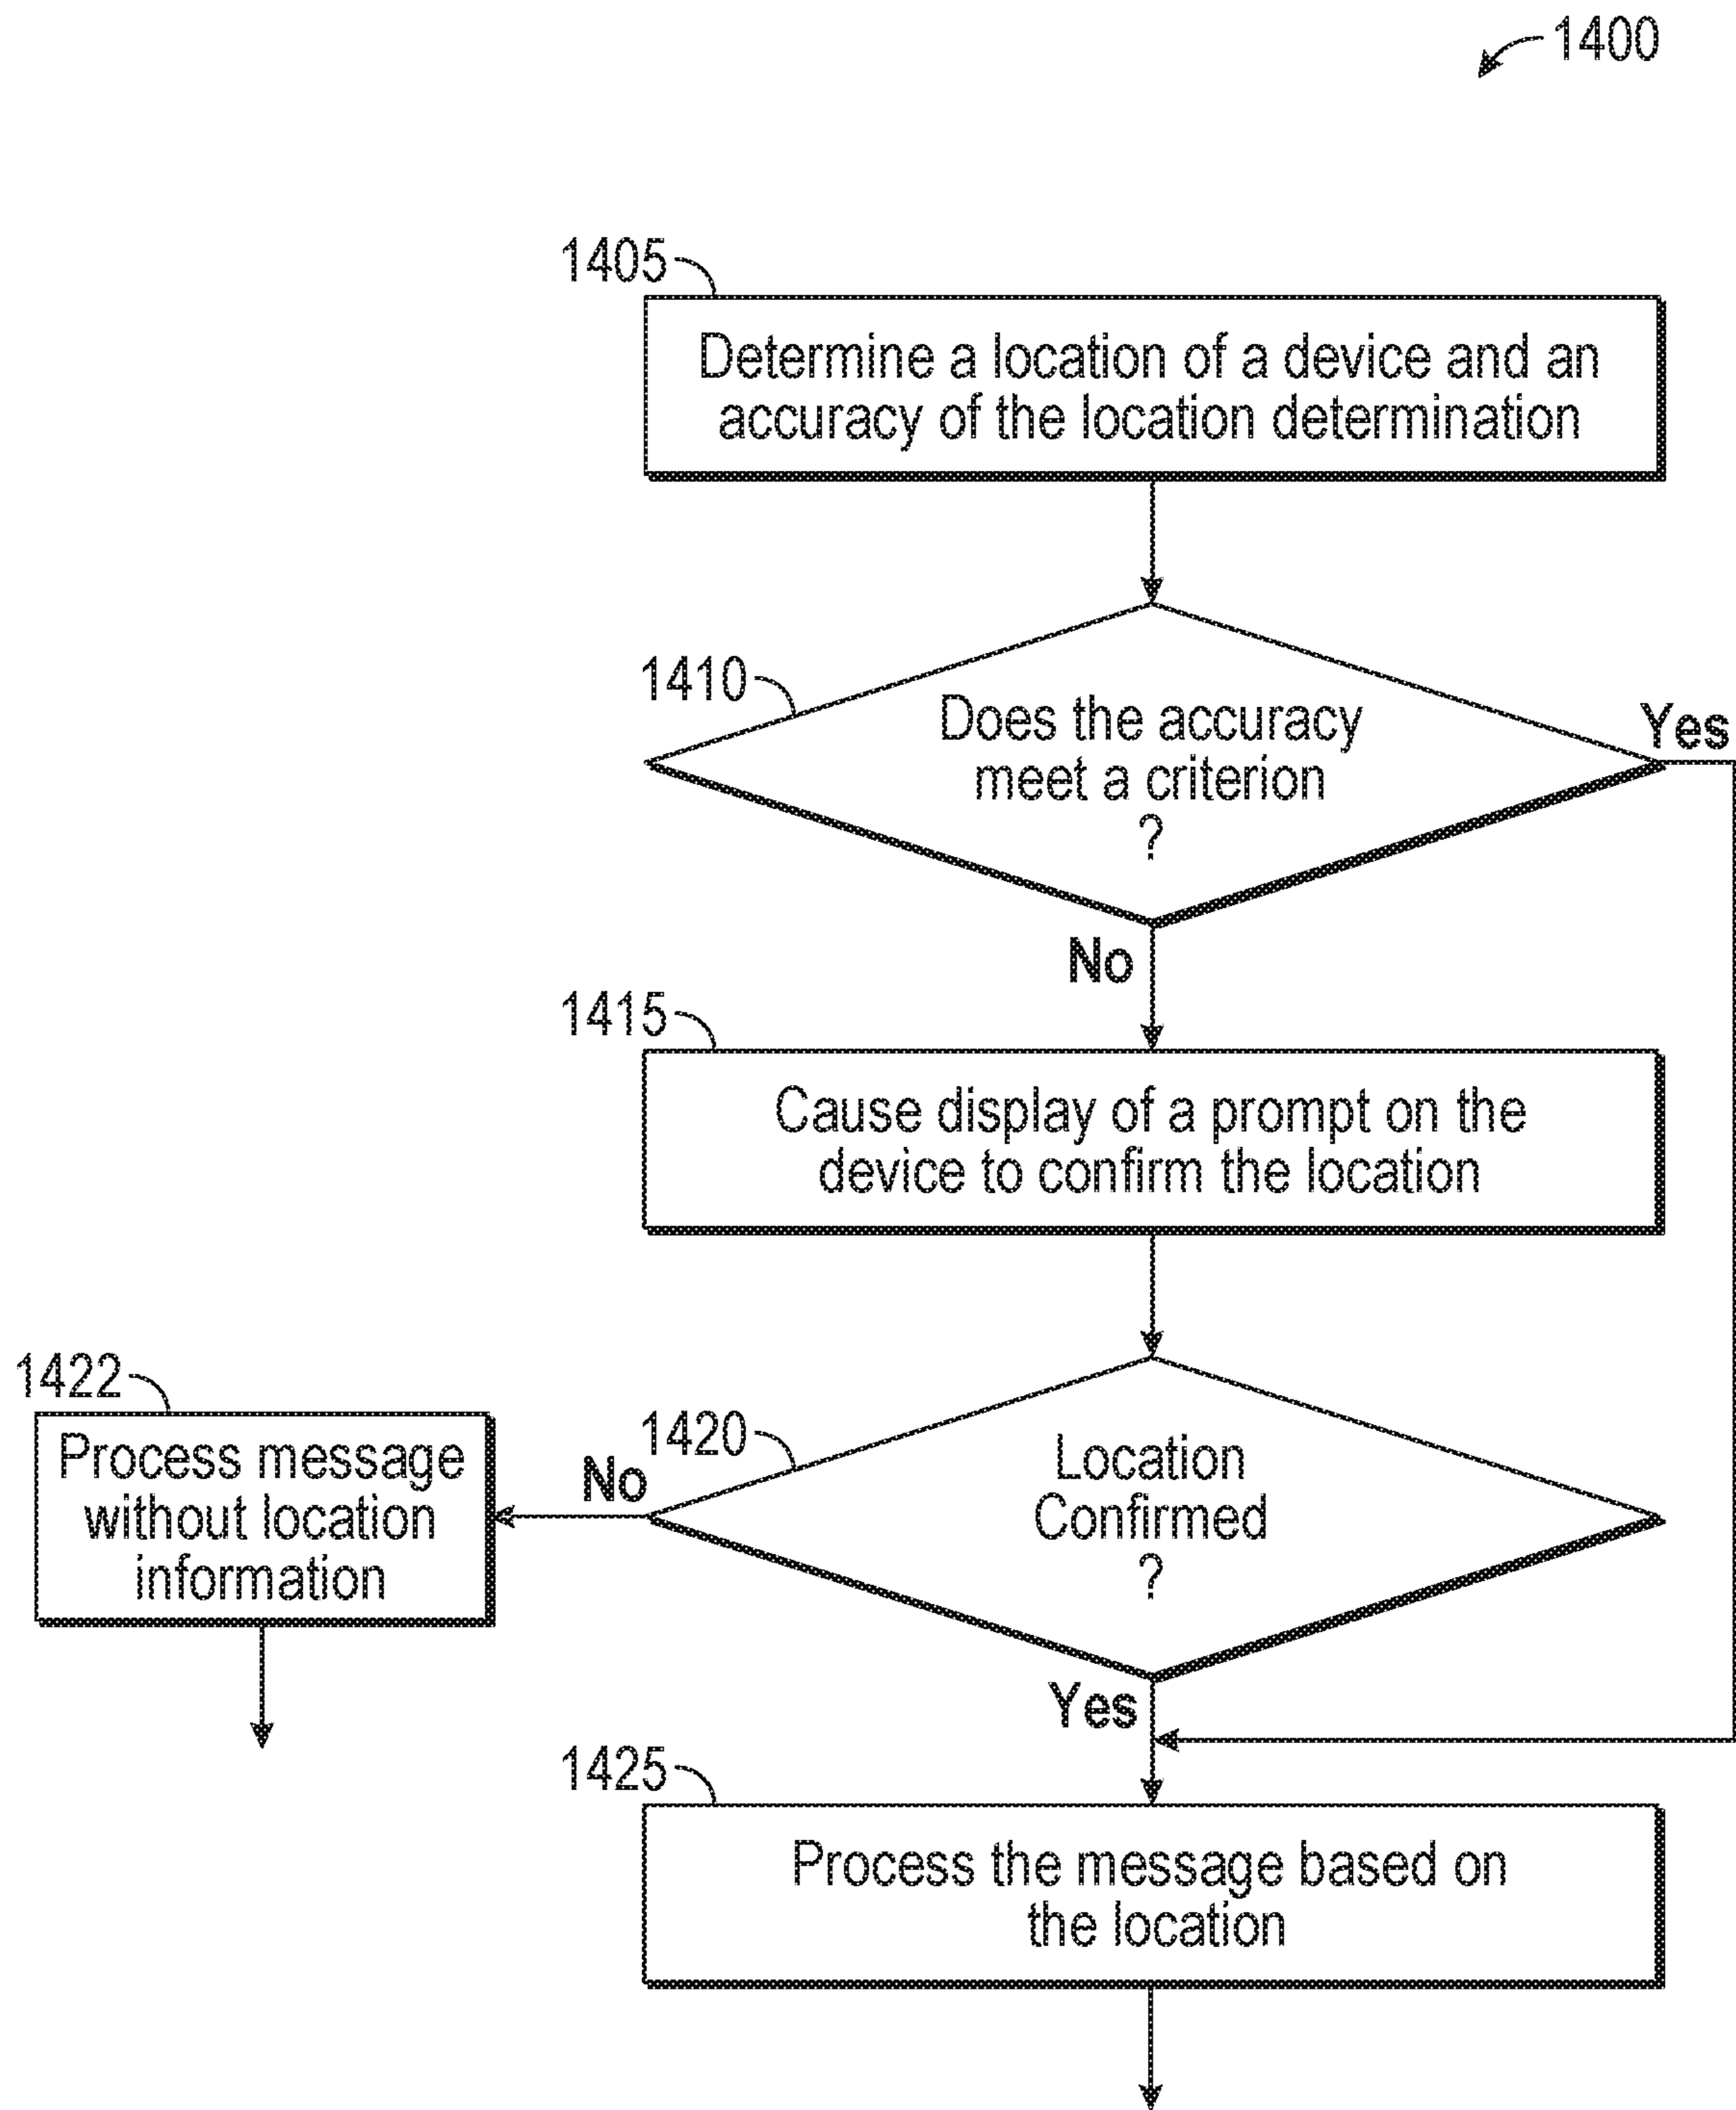 1400
1405
Determine a location of a device and an
accuracy of the location determination
1410
Does the accuracy
meet a criterion
?
Yes
No
1415
Cause display of a prompt on the
device to confirm the location
1422
Process message
without location
information
No
1420
Location
Confirmed
?
Yes
1425
Process the message based on
the location